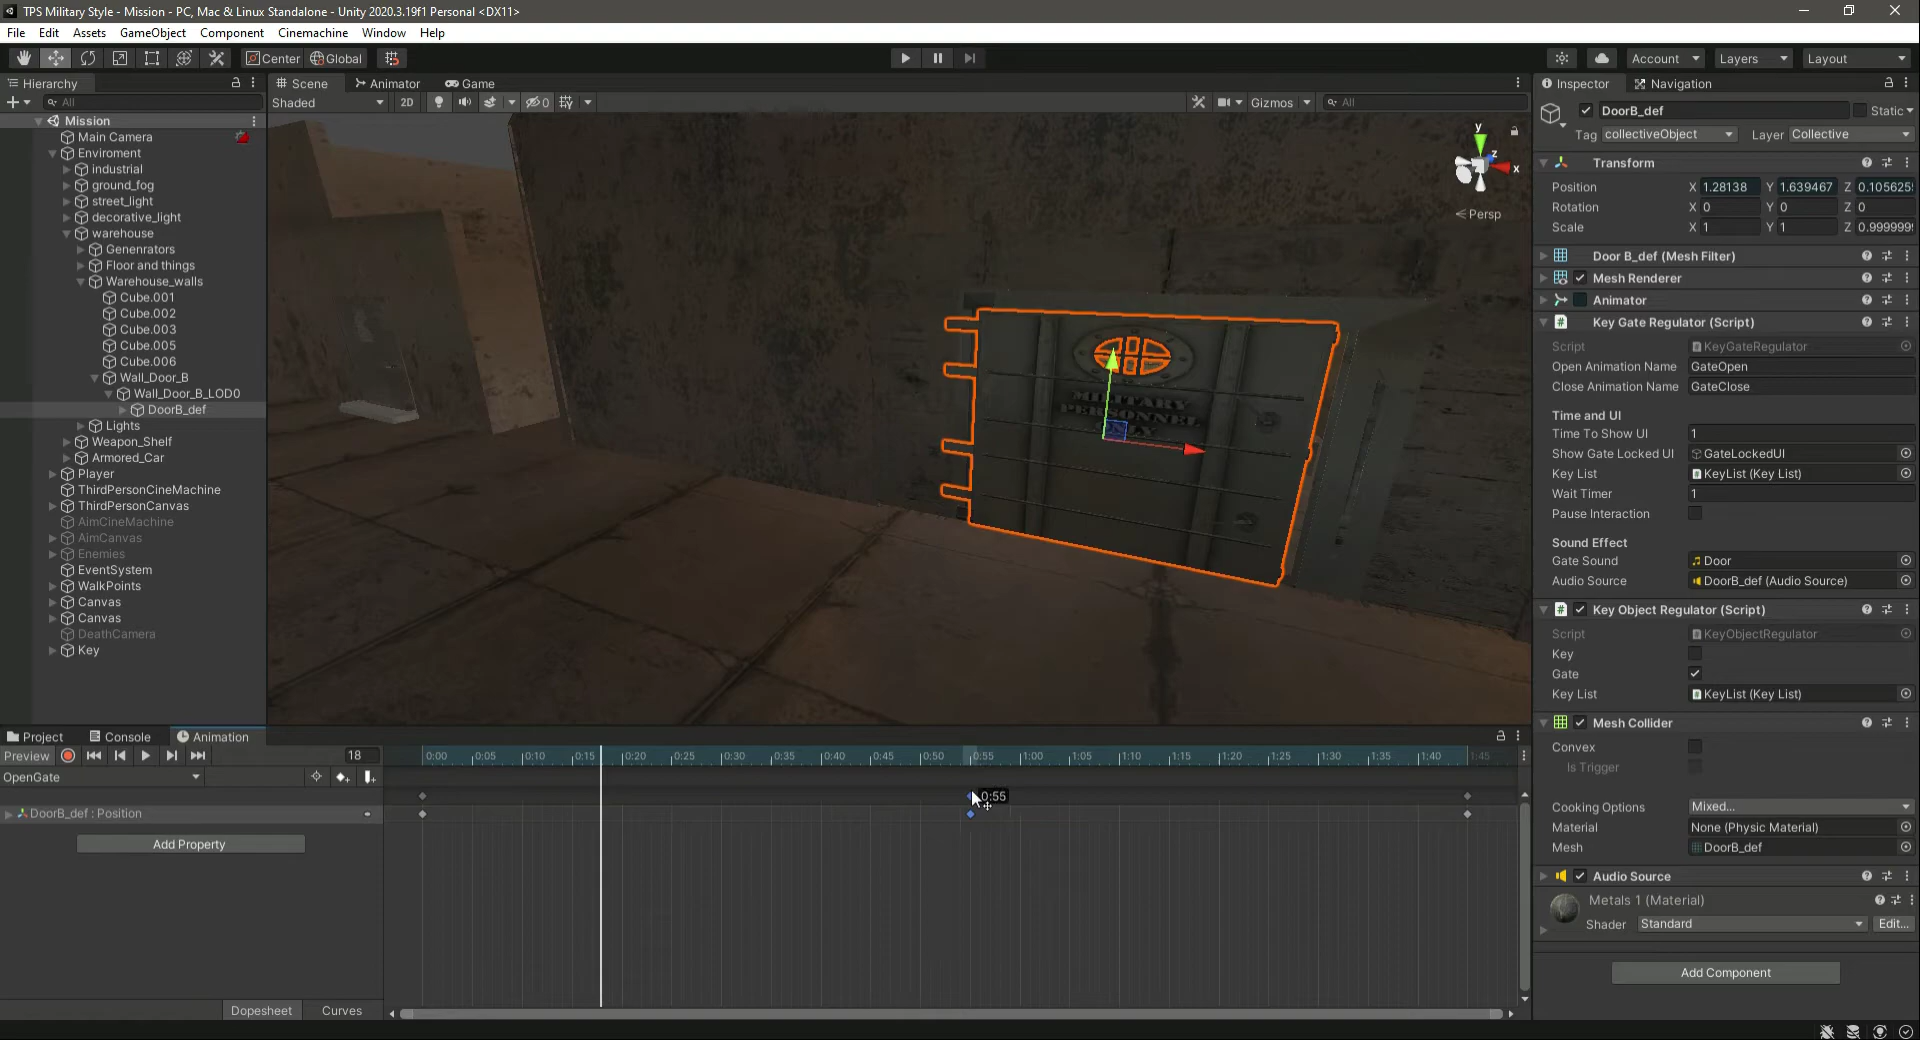 TPS Military Style - Mission - PC, Mac & Linux Standalone - Unity 2020.3.19f1 Personal <DX11>
File Edit Assets GameObject Component Cinemachine Window Help
Center Global Account Layers Layout
Hierarchy
All
Mission
Main Camera
Enviroment
industrial
ground_fog
street_light
decorative_light
warehouse
Genenrators
Floor and things
Warehouse_walls
Cube.001
Cube.002
Cube.003
Cube.005
Cube.006
Wall_Door_B
Wall_Door_B_LOD0
DoorB_def
Lights
Weapon_Shelf
Armored_Car
Player
ThirdPersonCineMachine
ThirdPersonCanvas
AimCineMachine
AimCanvas
Enemies
EventSystem
WalkPoints
Canvas
Canvas
DeathCamera
Key
Scene Animator Game
Shaded 2D 0 Gizmos All
y
z
x
Persp
MILITARY
PERSONNEL
Inspector Navigation
DoorB_def Static
Tag collectiveObject Layer Collective
Transform
Position X 1.28138 Y 1.639467 Z 0.105625
Rotation X 0 Y 0 Z 0
Scale X 1 Y 1 Z 0.999999
Door B_def (Mesh Filter)
Mesh Renderer
Animator
Key Gate Regulator (Script)
Script KeyGateRegulator
Open Animation Name GateOpen
Close Animation Name GateClose
Time and UI
Time To Show UI 1
Show Gate Locked UI GateLockedUI
Key List KeyList (Key List)
Wait Timer 1
Pause Interaction
Sound Effect
Gate Sound Door
Audio Source DoorB_def (Audio Source)
Key Object Regulator (Script)
Script KeyObjectRegulator
Key
Gate
Key List KeyList (Key List)
Mesh Collider
Convex
Is Trigger
Cooking Options Mixed...
Material None (Physic Material)
Mesh DoorB_def
Audio Source
Metals 1 (Material)
Shader Standard Edit...
Add Component
Project Console Animation
Preview 18 0:00 0:05 0:10 0:15 0:20 0:25 0:30 0:35 0:40 0:45 0:50 0:55 1:00 1:05 1:10 1:15 1:20 1:25 1:30 1:35 1:40 1:45
OpenGate
0:55
DoorB_def : Position
Add Property
Dopesheet Curves